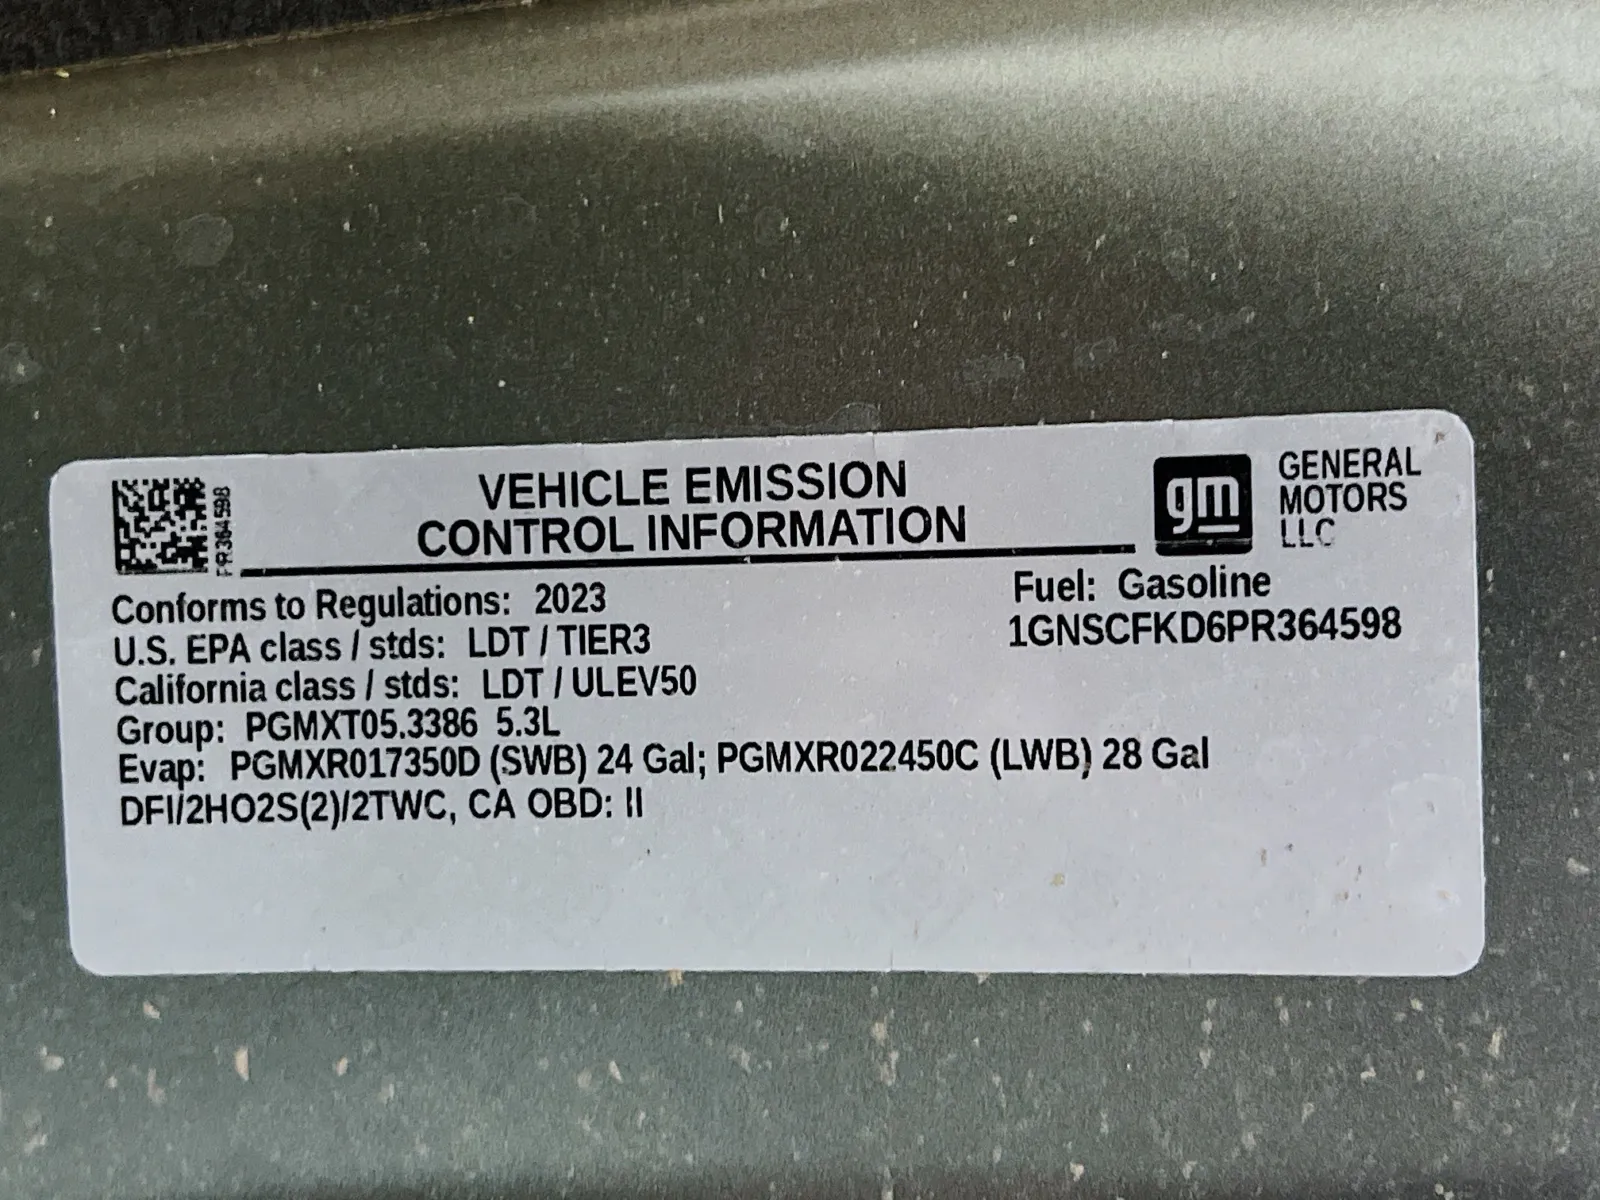 PR364598
VEHICLE EMISSION
CONTROL INFORMATION
gm
GENERAL
MOTORS
LLC
Conforms to Regulations: 2023
U.S. EPA class / stds: LDT / TIER3
California class / stds: LDT / ULEV50
Group: PGMXT05.3386 5.3L
Evap: PGMXR017350D (SWB) 24 Gal; PGMXR022450C (LWB) 28 Gal
DFI/2HO2S(2)/2TWC, CA OBD: II
Fuel: Gasoline
1GNSCFKD6PR364598